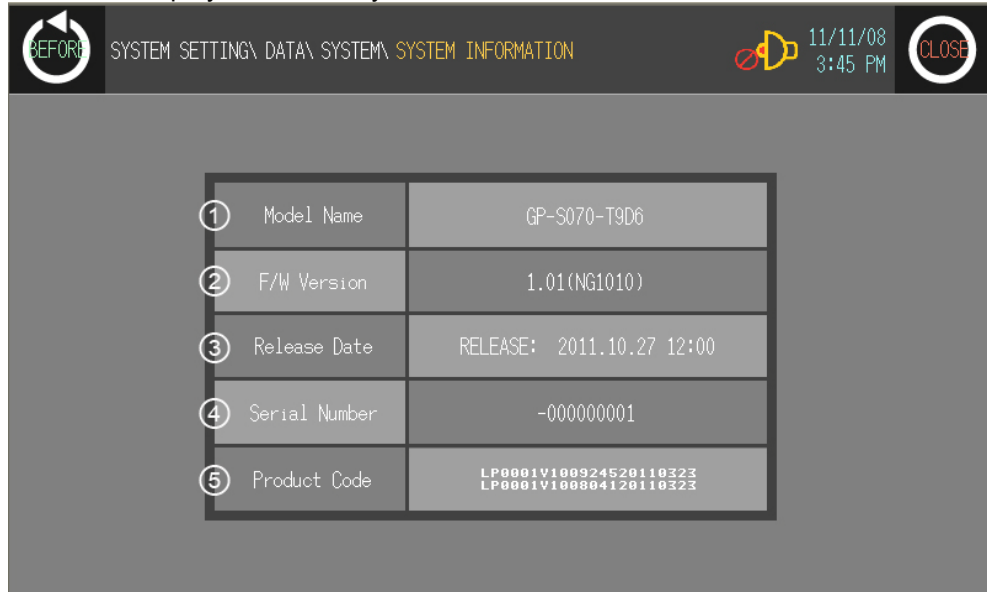 BEFORE
SYSTEM SETTING\ DATA\ SYSTEM\ SYSTEM INFORMATION
11/11/08
3:45 PM
CLOSE
① Model Name GP-S070-T9D6
② F/W Version 1.01(NG1010)
③ Release Date RELEASE: 2011.10.27 12:00
④ Serial Number -000000001
⑤ Product Code LP0001V100924520110323
LP0001V100804120110323